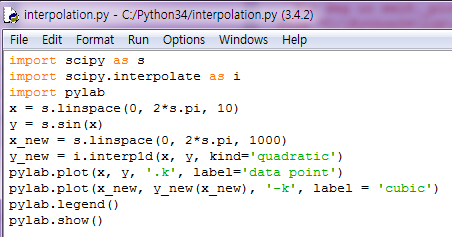 interpolation.py - C:/Python34/interpolation.py (3.4.2)
File Edit Format Run Options Windows Help
import scipy as s
import scipy.interpolate as i
import pylab
x = s.linspace(0, 2*s.pi, 10)
y = s.sin(x)
x_new = s.linspace(0, 2*s.pi, 1000)
y_new = i.interp1d(x, y, kind='quadratic')
pylab.plot(x, y, '.k', label='data point')
pylab.plot(x_new, y_new(x_new), '-k', label = 'cubic')
pylab.legend()
pylab.show()